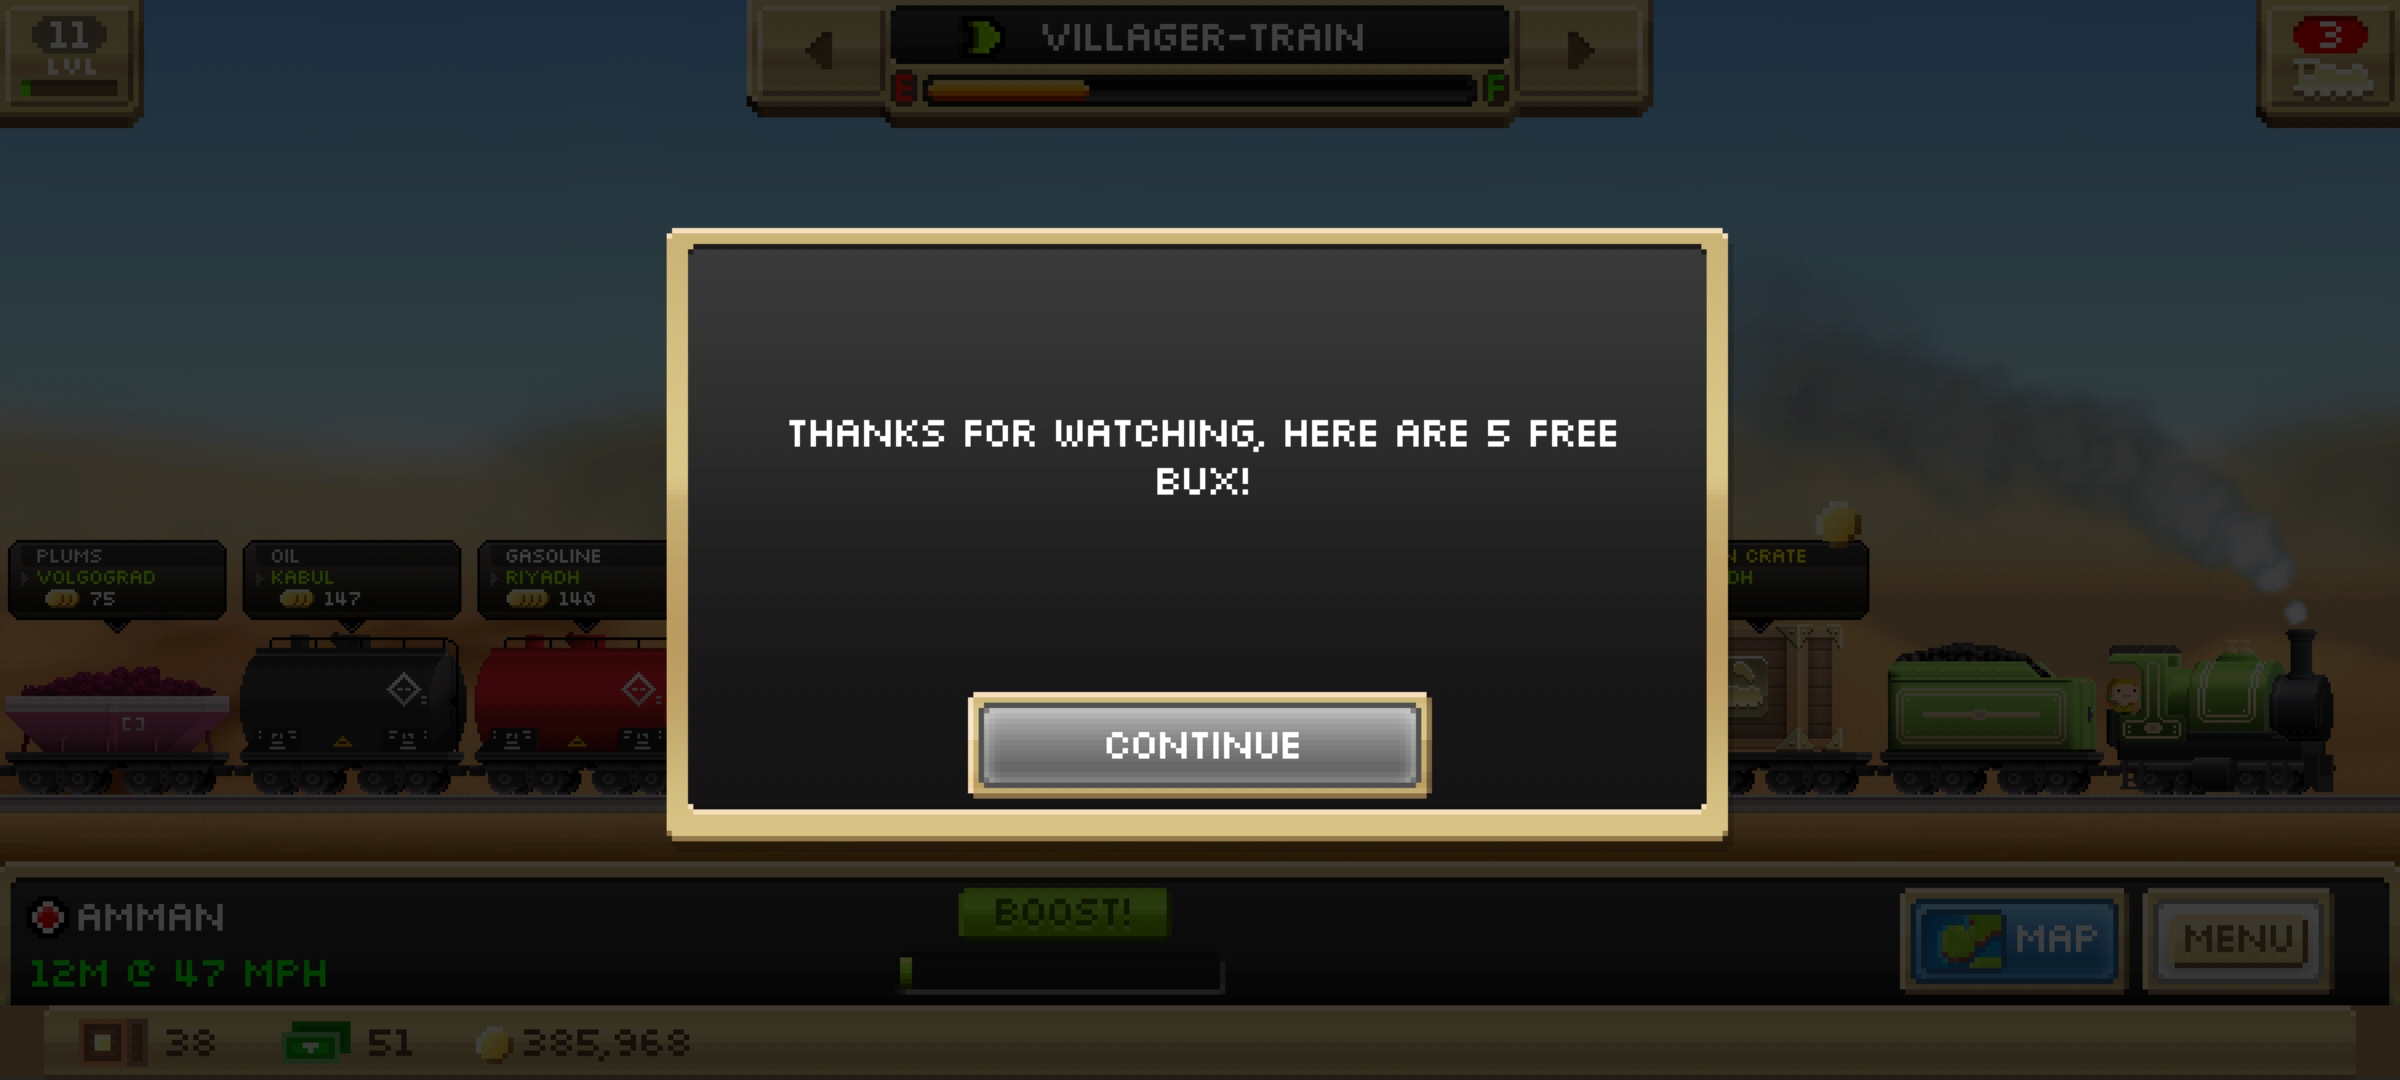 11
LVL
VILLAGER-TRAIN
E
F
3
THANKS FOR WATCHING, HERE ARE 5 FREE
BUX!
CONTINUE
PLUMS
VOLGOGRAD
75
OIL
KABUL
147
GASOLINE
RIYADH
140
CRATE
AMMAN
12M @ 47 MPH
BOOST!
MAP
MENU
38
51
385,968